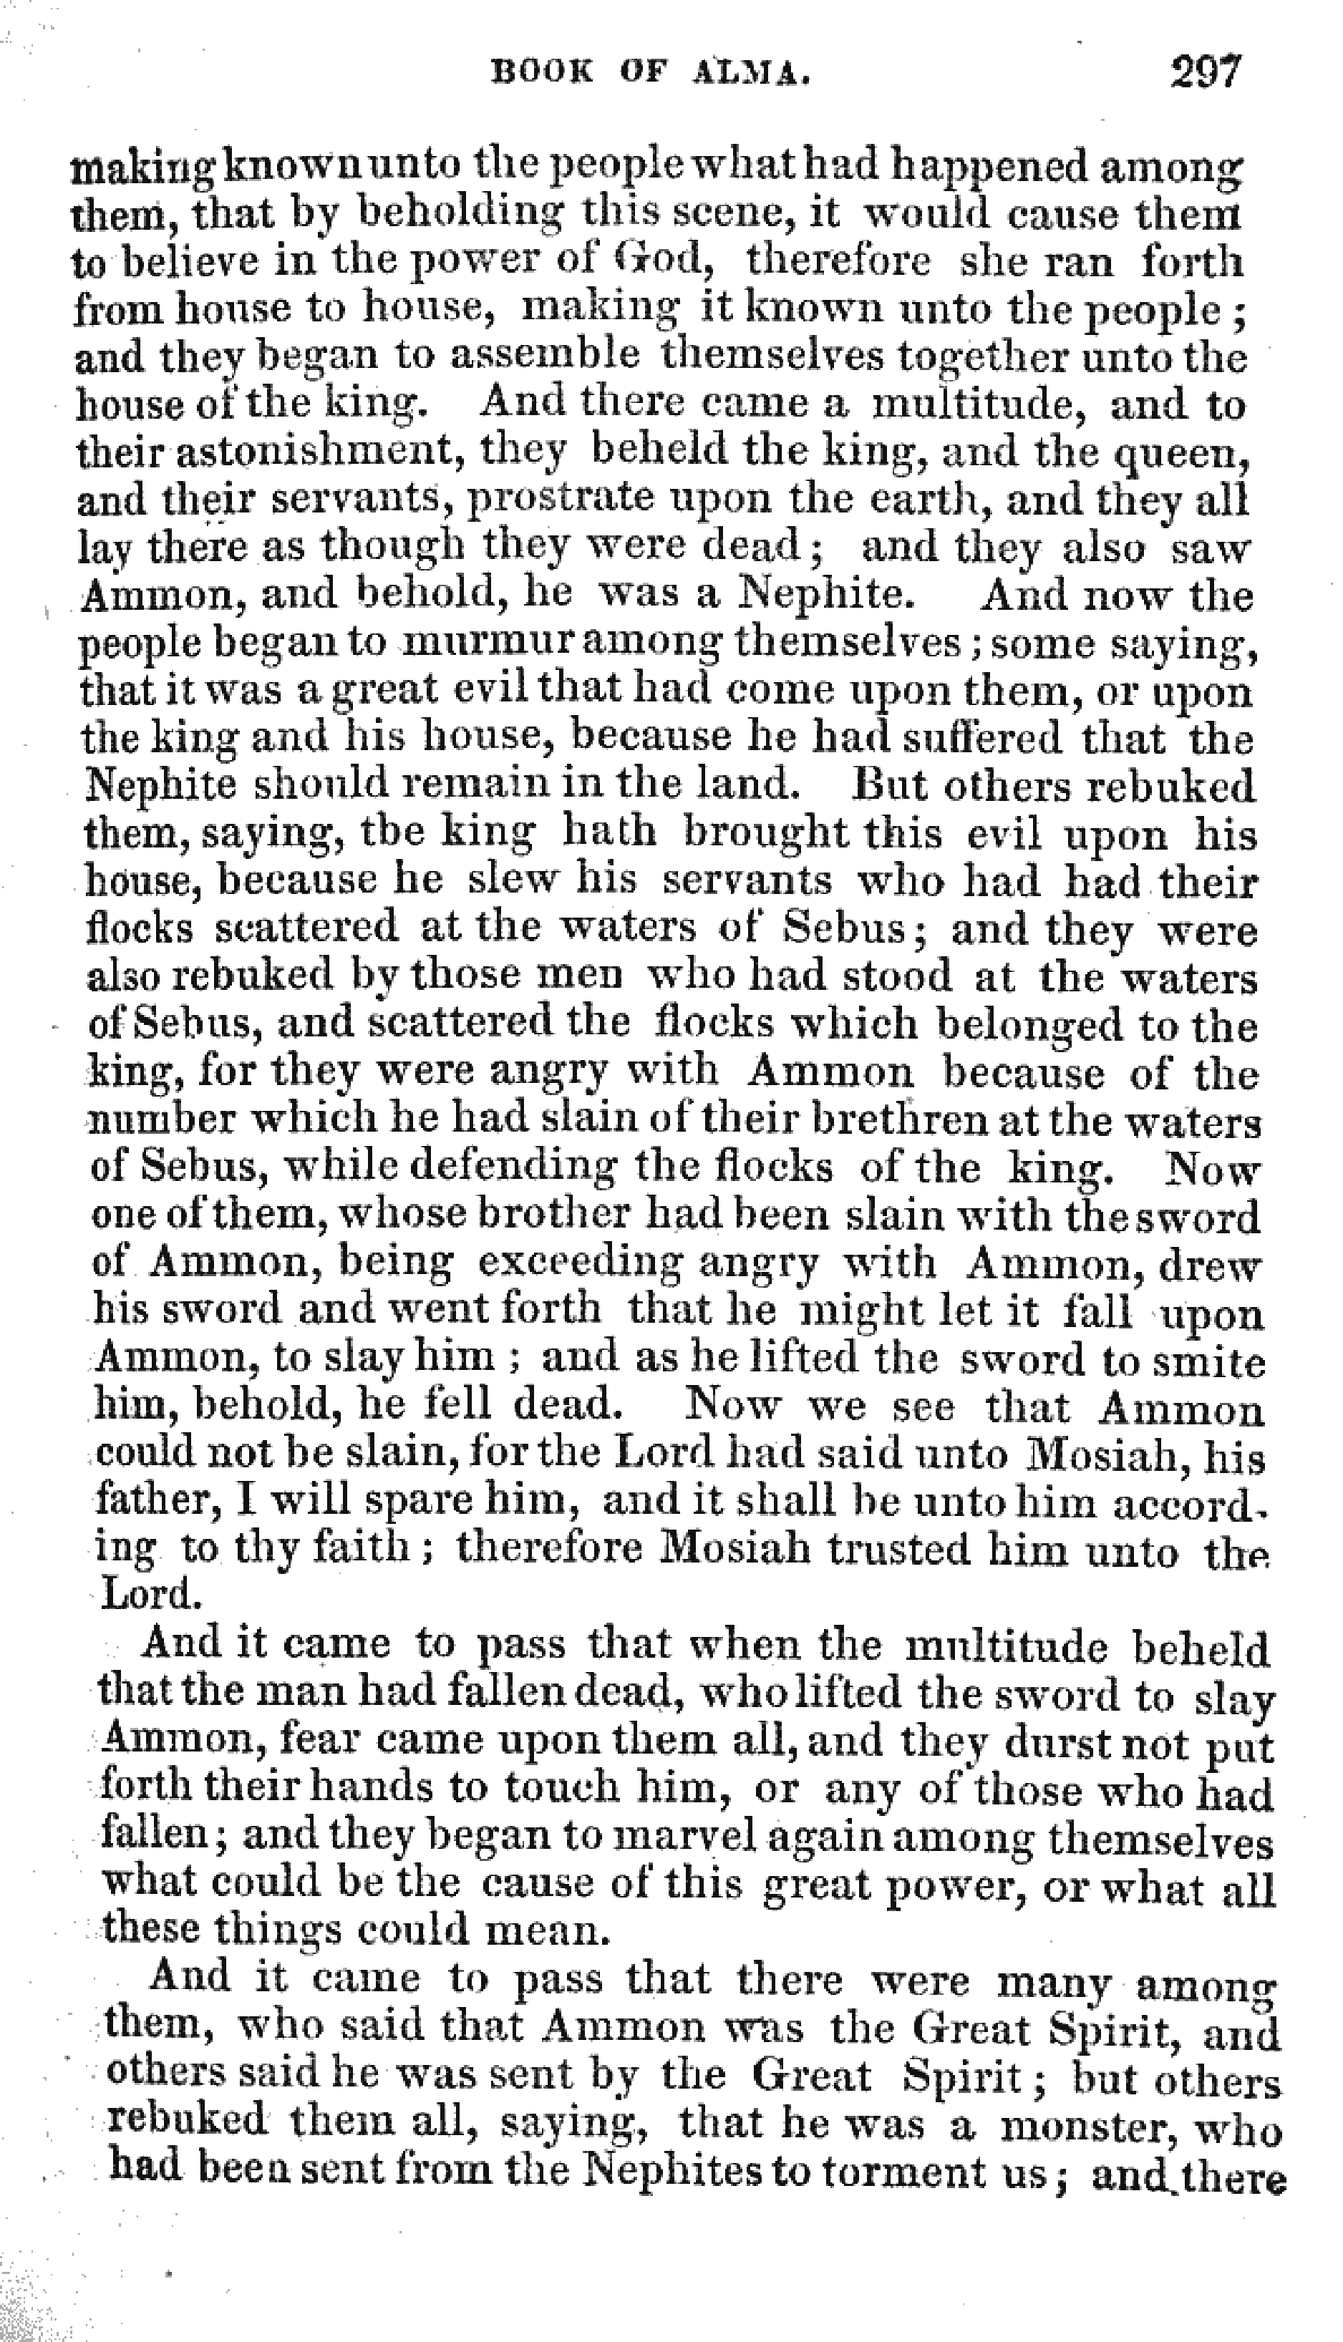 BOOK OF ALMA. 297
making known unto the people what had happened among
them, that by beholding this scene, it would cause them
to believe in the power of God, therefore she ran forth
from house to house, making it known unto the people ;
and they began to assemble themselves together unto the
house of the king. And there came a multitude, and to
their astonishment, they beheld the king, and the queen,
and their servants, prostrate upon the earth, and they all
lay there as though they were dead; and they also saw
Ammon, and behold, he was a Nephite. And now the
people began to murmur among themselves ; some saying,
that it was a great evil that had come upon them, or upon
the king and his house, because he had suffered that the
Nephite should remain in the land. But others rebuked
them, saying, tbe king hath brought this evil upon his
house, because he slew his servants who had had their
flocks scattered at the waters of Sebus; and they were
also rebuked by those men who had stood at the waters
of Sebus, and scattered the flocks which belonged to the
king, for they were angry with Ammon because of the
number which he had slain of their brethren at the waters
of Sebus, while defending the flocks of the king. Now
one of them, whose brother had been slain with the sword
of Ammon, being exceeding angry with Ammon, drew
his sword and went forth that he might let it fall upon
Ammon, to slay him ; and as he lifted the sword to smite
him, behold, he fell dead. Now we see that Ammon
could not be slain, for the Lord had said unto Mosiah, his
father, I will spare him, and it shall be unto him accord-
ing to thy faith ; therefore Mosiah trusted him unto the
Lord.
And it came to pass that when the multitude beheld
that the man had fallen dead, who lifted the sword to slay
Ammon, fear came upon them all, and they durst not put
forth their hands to touch him, or any of those who had
fallen; and they began to marvel again among themselves
what could be the cause of this great power, or what all
these things could mean.
And it came to pass that there were many among
them, who said that Ammon was the Great Spirit, and
others said he was sent by the Great Spirit ; but others
rebuked them all, saying, that he was a monster, who
had been sent from the Nephites to torment us ; and there